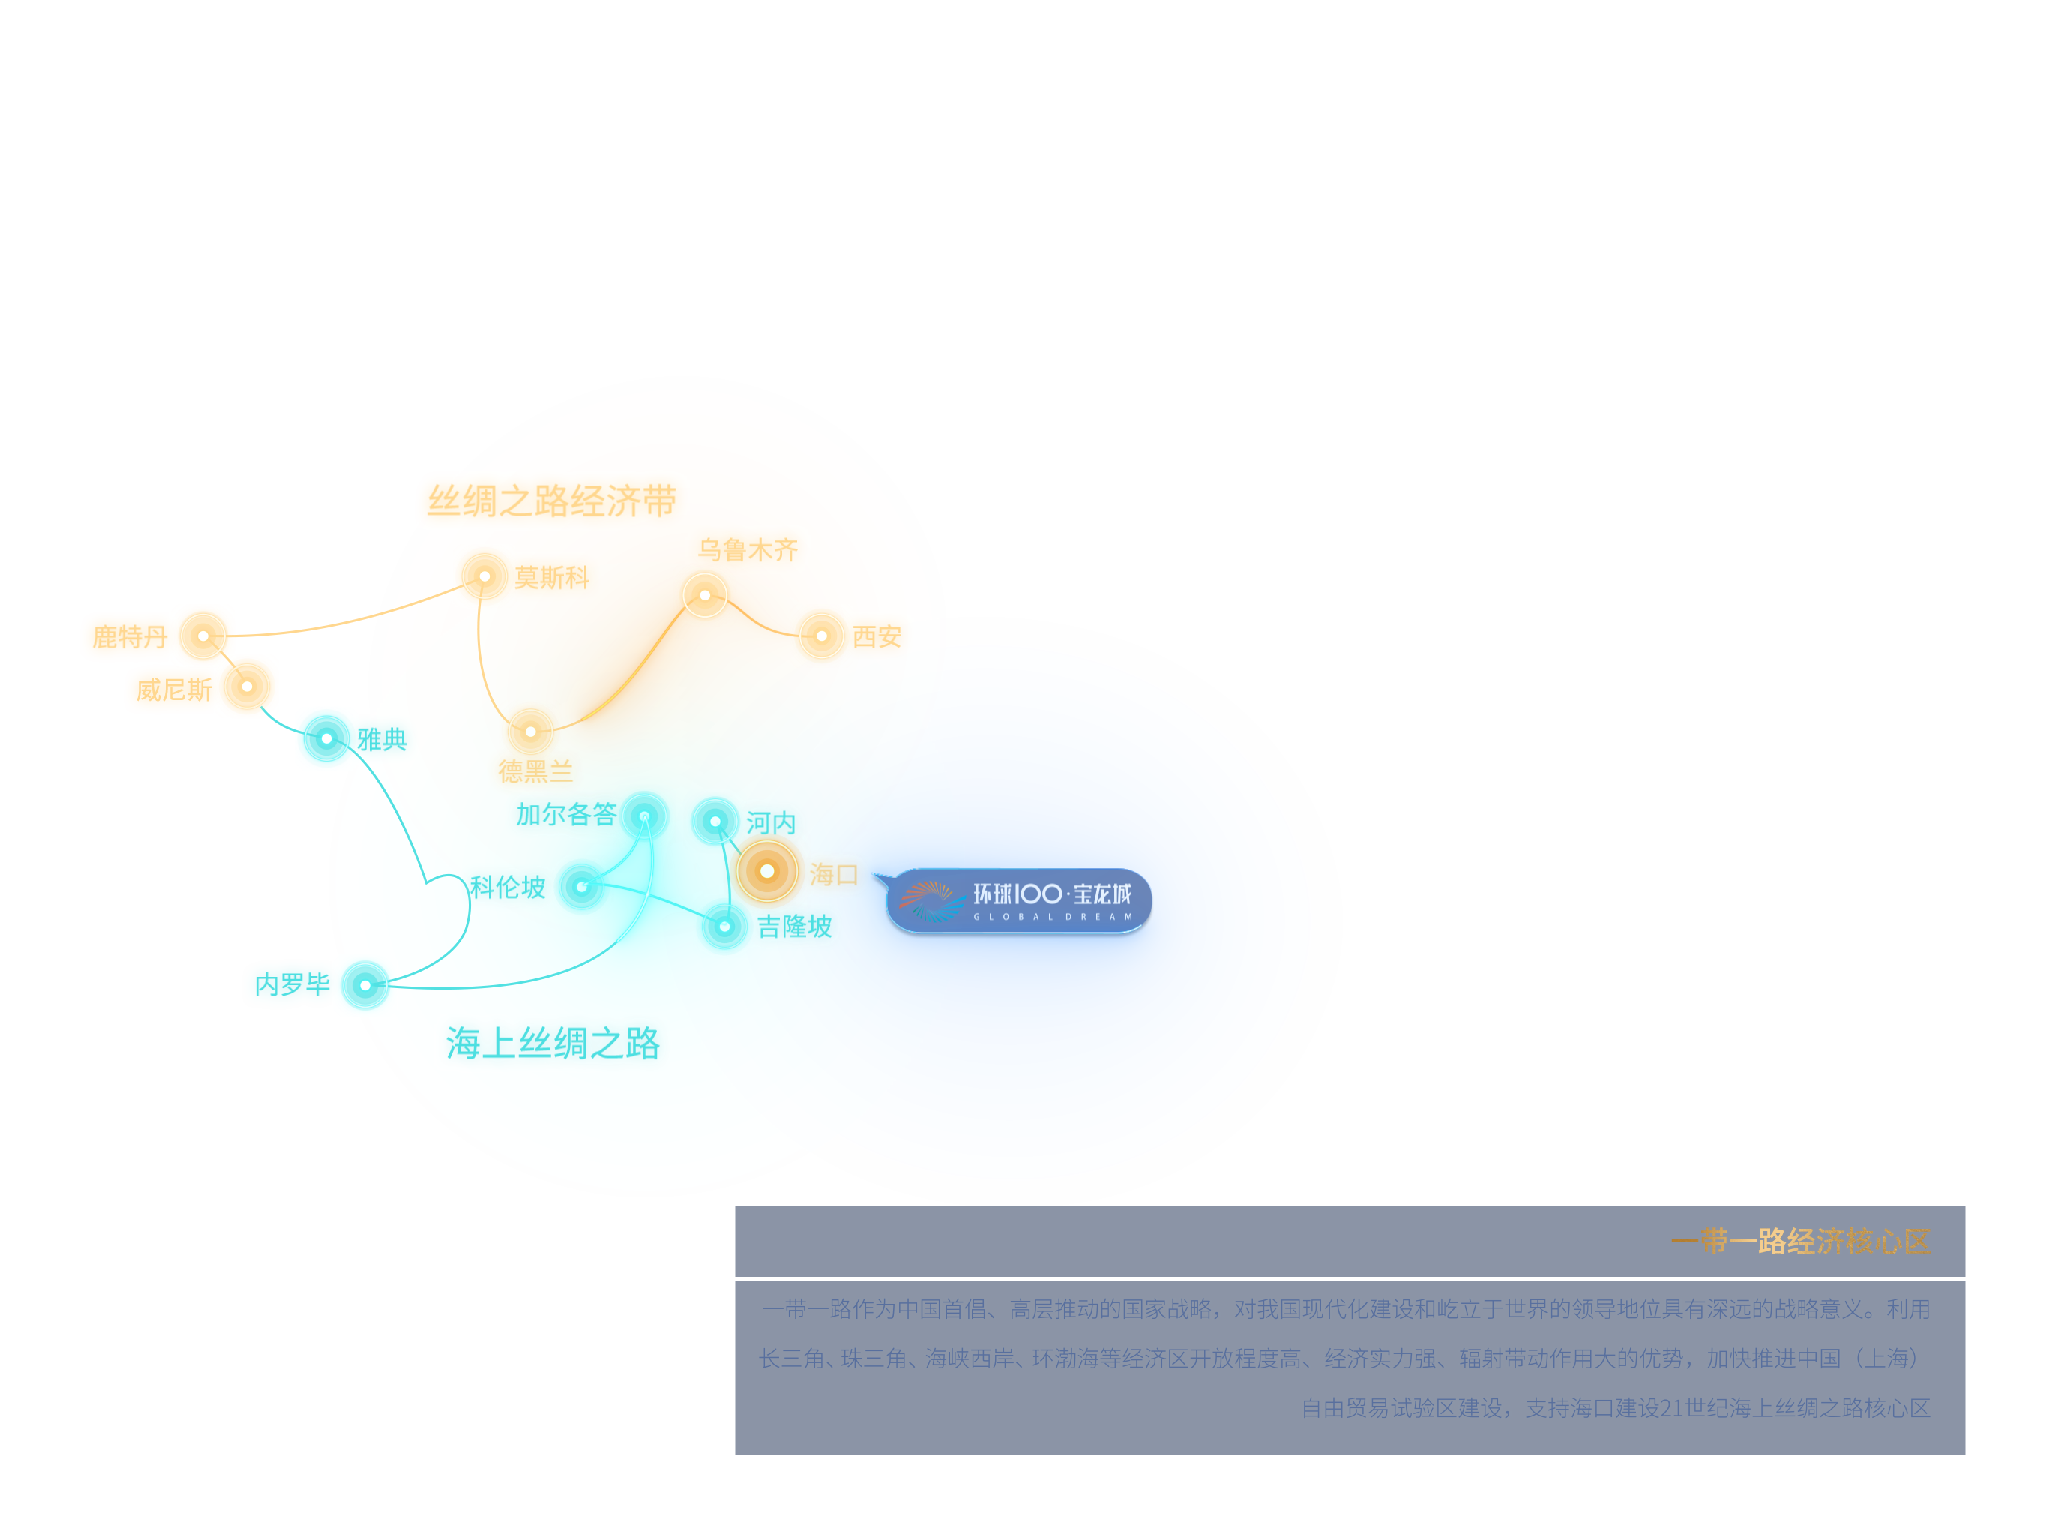 丝绸之路经济带
乌鲁木齐
莫斯科
鹿特丹
西安
威尼斯
雅典
德黑兰
加尔各答
河内
海口
科伦坡
环球100·宝龙城
GLOBAL DREAM
吉隆坡
内罗毕
海上丝绸之路
一带一路经济核心区
一带一路作为中国首倡、高层推动的国家战略，对我国现代化建设和屹立于世界的领导地位具有深远的战略意义。利用
长三角、珠三角、海峡西岸、环渤海等经济区开放程度高、经济实力强、辐射带动作用大的优势，加快推进中国（上海）
自由贸易试验区建设，支持海口建设21世纪海上丝绸之路核心区